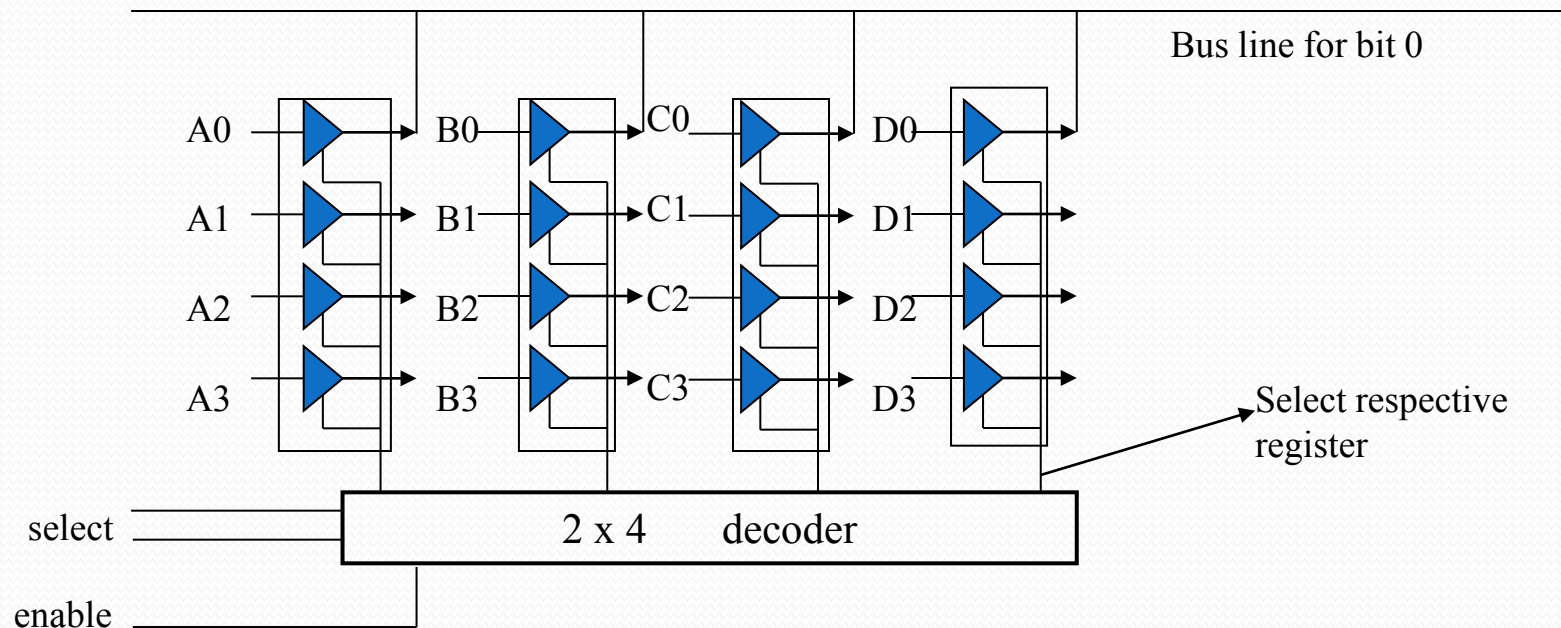 Bus line for bit 0
A0 B0 C0 D0
A1 B1 C1 D1
A2 B2 C2 D2
A3 B3 C3 D3
Select respective
register
select
2 x 4 decoder
enable